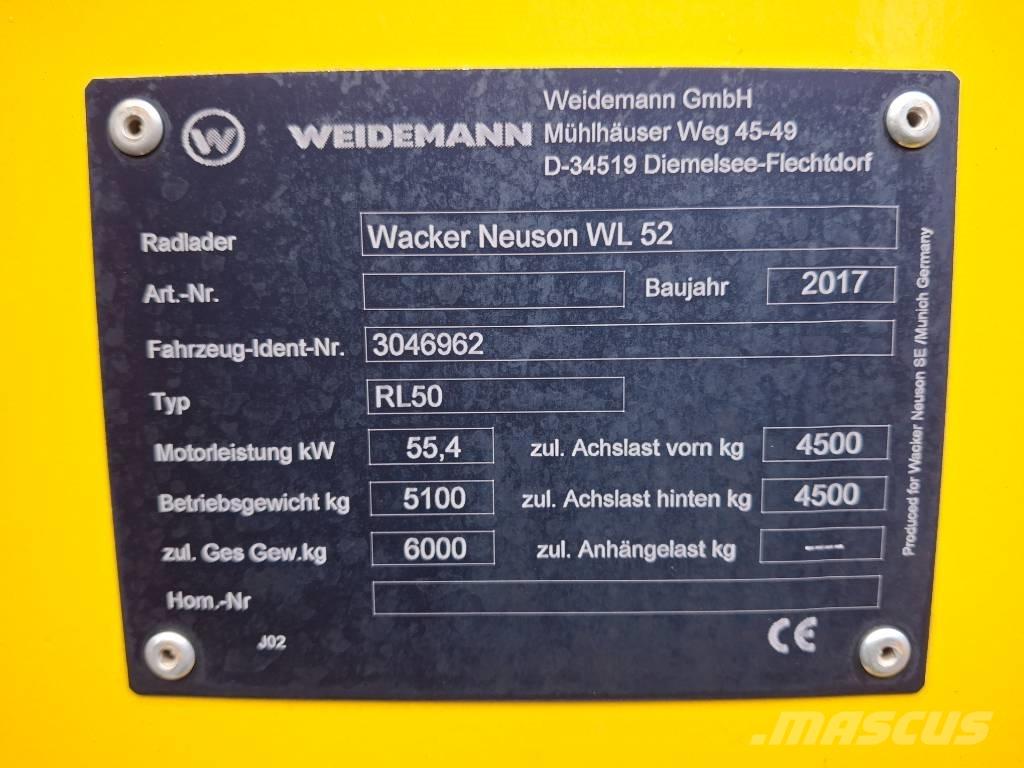 W WEIDEMANN
Weidemann GmbH
Mühlhäuser Weg 45-49
D-34519 Diemelsee-Flechtdorf
Radlader Wacker Neuson WL 52
Art.-Nr. Baujahr 2017
Fahrzeug-Ident-Nr. 3046962
Typ RL50
Motorleistung kW 55,4 zul. Achslast vorn kg 4500
Betriebsgewicht kg 5100 zul. Achslast hinten kg 4500
zul. Ges Gew.kg 6000 zul. Anhängelast kg ----
Hom.-Nr
J02 CE
Produced for Wacker Neuson SE /Munich Germany
mascus